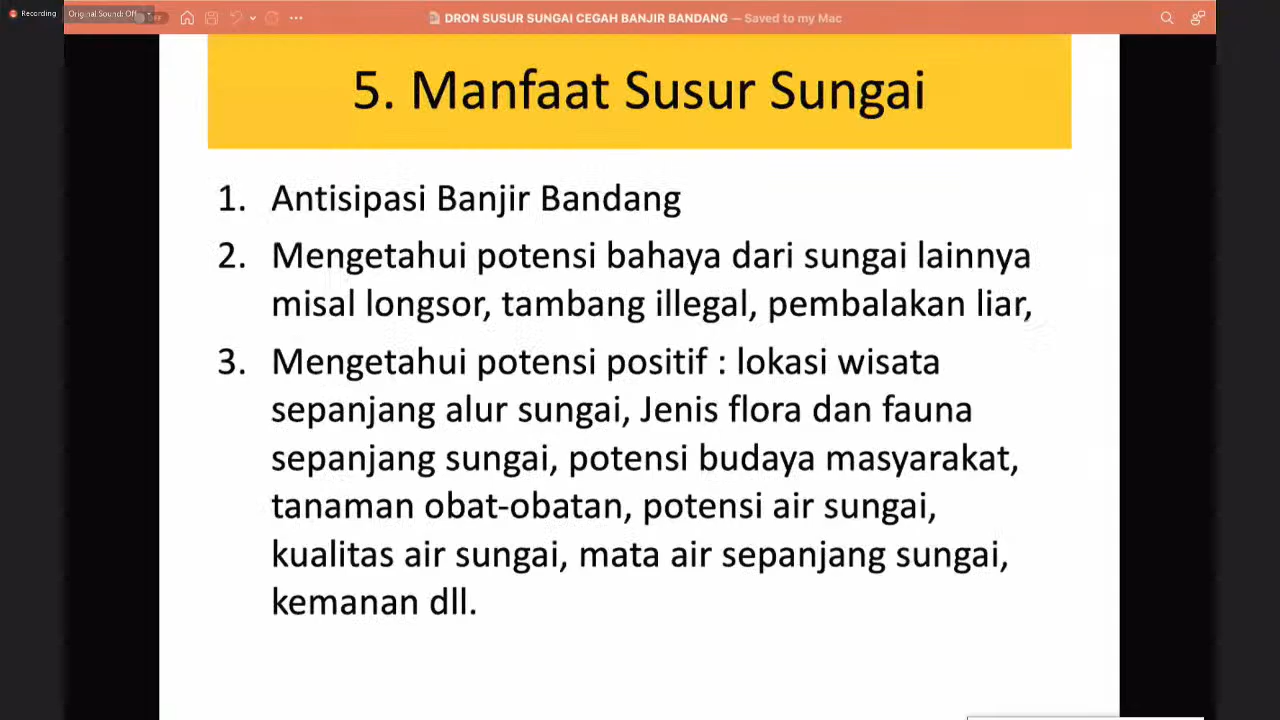 Recording
Original Sound: Off
OFF
DRON SUSUR SUNGAI CEGAH BANJIR BANDANG — Saved to my Mac
5. Manfaat Susur Sungai
1. Antisipasi Banjir Bandang
2. Mengetahui potensi bahaya dari sungai lainnya
misal longsor, tambang illegal, pembalakan liar,
3. Mengetahui potensi positif : lokasi wisata
sepanjang alur sungai, Jenis flora dan fauna
sepanjang sungai, potensi budaya masyarakat,
tanaman obat-obatan, potensi air sungai,
kualitas air sungai, mata air sepanjang sungai,
kemanan dll.